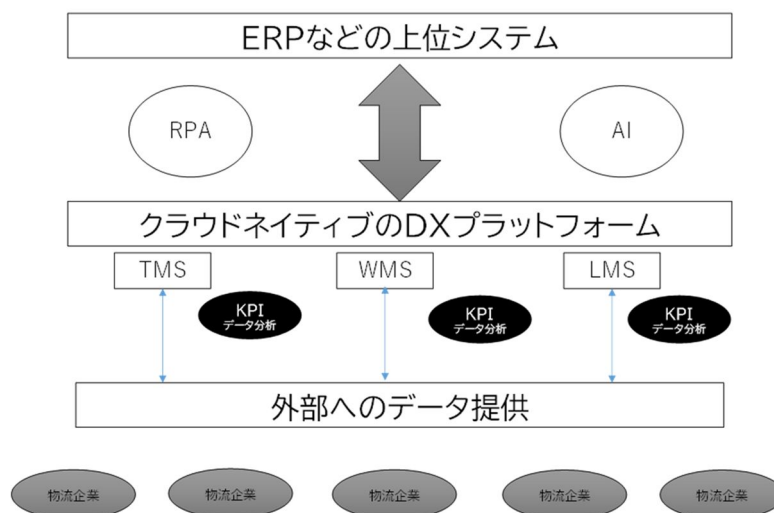 ERPなどの上位システム
RPA
AI
クラウドネイティブのDXプラットフォーム
TMS
WMS
LMS
KPI
データ分析
KPI
データ分析
KPI
データ分析
外部へのデータ提供
物流企業
物流企業
物流企業
物流企業
物流企業